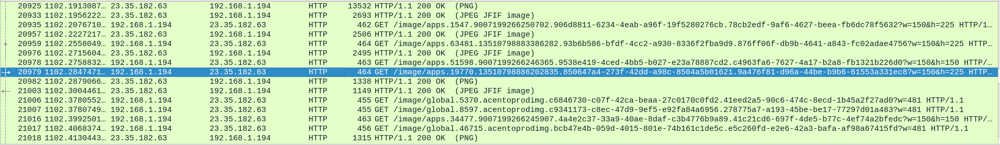 20925 1102.1913087… 23.35.182.63 192.168.1.194 HTTP 13532 HTTP/1.1 200 OK (PNG)
20933 1102.1956222… 23.35.182.63 192.168.1.194 HTTP 2693 HTTP/1.1 200 OK (JPEG JFIF image)
20935 1102.2076710… 192.168.1.194 23.35.182.63 HTTP 462 GET /image/apps.1547.9007199266250702.906d8811-6234-4eab-a96f-19f5280276cb.78cb2edf-9af6-4627-beea-fb6dc78f5632?w=150&h=225 HTTP/1…
20957 1102.2227217… 23.35.182.63 192.168.1.194 HTTP 2506 HTTP/1.1 200 OK (JPEG JFIF image)
20959 1102.2558049… 192.168.1.194 23.35.182.63 HTTP 464 GET /image/apps.63481.13510798883386282.93b6b586-bfdf-4cc2-a930-8336f2fba9d9.876ff06f-db9b-4641-a843-fc02adae4756?w=150&h=225 HTTP…
20976 1102.2715604… 23.35.182.63 192.168.1.194 HTTP 2495 HTTP/1.1 200 OK (JPEG JFIF image)
20978 1102.2758832… 192.168.1.194 23.35.182.63 HTTP 463 GET /image/apps.51598.9007199266246365.9538e419-4ced-4bb5-b027-e23a78887cd2.c4963fa6-7627-4a17-b2a8-fb1321b226d0?w=150&h=150 HTTP/…
20979 1102.2847471… 192.168.1.194 23.35.182.63 HTTP 464 GET /image/apps.19770.13510798886202835.850647a4-273f-42dd-a98c-8504a5b01621.9a476f81-d96a-44be-b9b6-61553a331ec8?w=150&h=225 HTTP…
20982 1102.2879066… 23.35.182.63 192.168.1.194 HTTP 1338 HTTP/1.1 200 OK (PNG)
21003 1102.3004461… 23.35.182.63 192.168.1.194 HTTP 1149 HTTP/1.1 200 OK (JPEG JFIF image)
21006 1102.3780552… 192.168.1.194 23.35.182.63 HTTP 455 GET /image/global.5370.acentoprodimg.c6846730-c07f-42ca-beaa-27c0170c0fd2.41eed2a5-90c6-474c-8ecd-1b45a2f27ad0?w=481 HTTP/1.1
21007 1102.3780749… 192.168.1.194 23.35.182.63 HTTP 455 GET /image/global.8597.acentoprodimg.c9341173-c8ec-47d9-9ef5-e92fa84a6956.278775a7-a193-45be-be17-77297d01a483?w=481 HTTP/1.1
21016 1102.3992501… 192.168.1.194 23.35.182.63 HTTP 463 GET /image/apps.34477.9007199266245907.4a4e2c37-33a9-40ae-8daf-c3b4776b9a89.41c21cd6-697f-4de5-b77c-4ef74a2bfedc?w=150&h=150 HTTP/…
21017 1102.4068374… 192.168.1.194 23.35.182.63 HTTP 456 GET /image/global.46715.acentoprodimg.bcb47e4b-059d-4015-801e-74b161c1de5c.e5c260fd-e2e6-42a3-bafa-af98a67415fd?w=481 HTTP/1.1
21018 1102.4130443… 23.35.182.63 192.168.1.194 HTTP 1315 HTTP/1.1 200 OK (PNG)